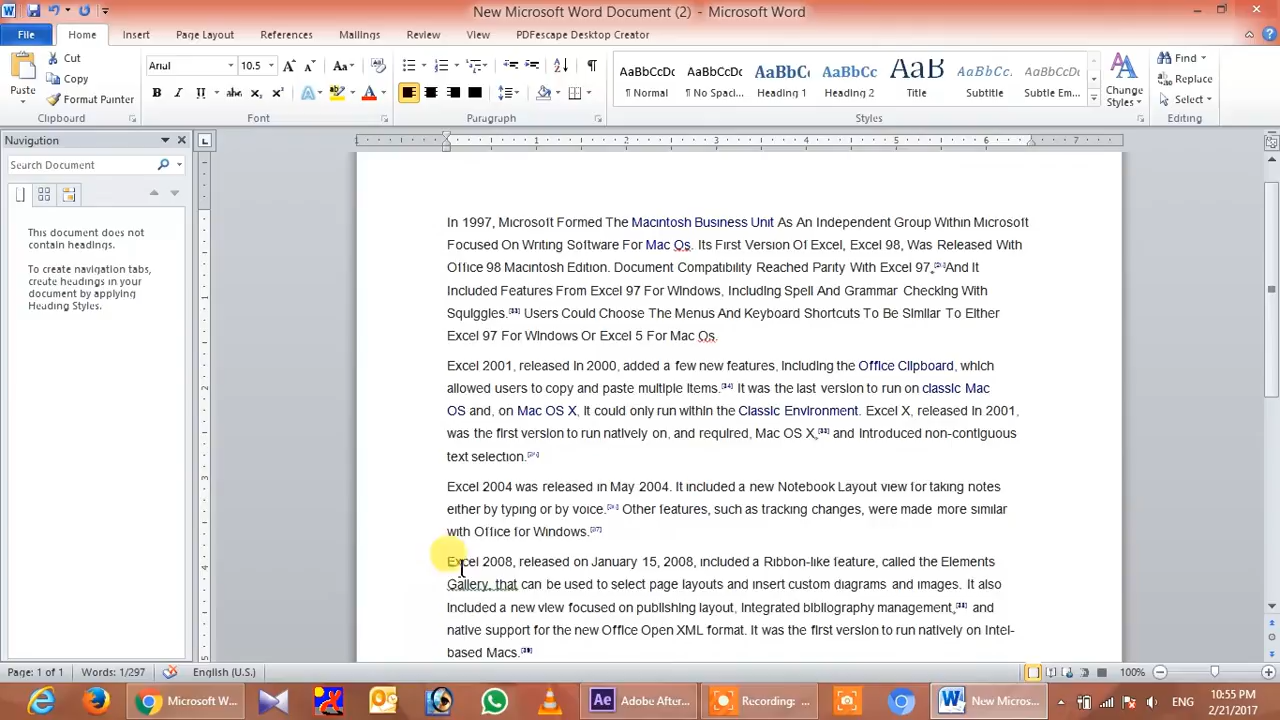 New Microsoft Word Document (2) - Microsoft Word
File Home Insert Page Layout References Mailings Review View PDFescape Desktop Creator
Paste
Cut
Copy
Format Painter
Clipboard
Arial 10.5
Font
Paragraph
AaBbCcDc AaBbCcDc AaBbCc AaBbCc AaB AaBbCcDc AaBbCcDc
¶ Normal ¶ No Spaci... Heading 1 Heading 2 Title Subtitle Subtle Em...
Change
Styles
Styles
Find
Replace
Select
Editing
Navigation
Search Document
This document does not
contain headings.
To create navigation tabs,
create headings in your
document by applying
Heading Styles.
In 1997, Microsoft Formed The Macintosh Business Unit As An Independent Group Within Microsoft
Focused On Writing Software For Mac Os. Its First Version Of Excel, Excel 98, Was Released With
Office 98 Macintosh Edition. Document Compatibility Reached Parity With Excel 97, And It
Included Features From Excel 97 For Windows, Including Spell And Grammar Checking With
Squiggles. Users Could Choose The Menus And Keyboard Shortcuts To Be Similar To Either
Excel 97 For Windows Or Excel 5 For Mac Os.
Excel 2001, released in 2000, added a few new features, including the Office Clipboard, which
allowed users to copy and paste multiple items. It was the last version to run on classic Mac
OS and, on Mac OS X, it could only run within the Classic Environment. Excel X, released in 2001,
was the first version to run natively on, and required, Mac OS X, and introduced non-contiguous
text selection.
Excel 2004 was released in May 2004. It included a new Notebook Layout view for taking notes
either by typing or by voice. Other features, such as tracking changes, were made more similar
with Office for Windows.
Excel 2008, released on January 15, 2008, included a Ribbon-like feature, called the Elements
Gallery, that can be used to select page layouts and insert custom diagrams and images. It also
included a new view focused on publishing layout, integrated bibliography management, and
native support for the new Office Open XML format. It was the first version to run natively on Intel-
based Macs.
Page: 1 of 1 Words: 1/297 English (U.S.) 100%
Microsoft W... Adobe After... Recording: ... New Micros... ENG 10:55 PM
2/21/2017